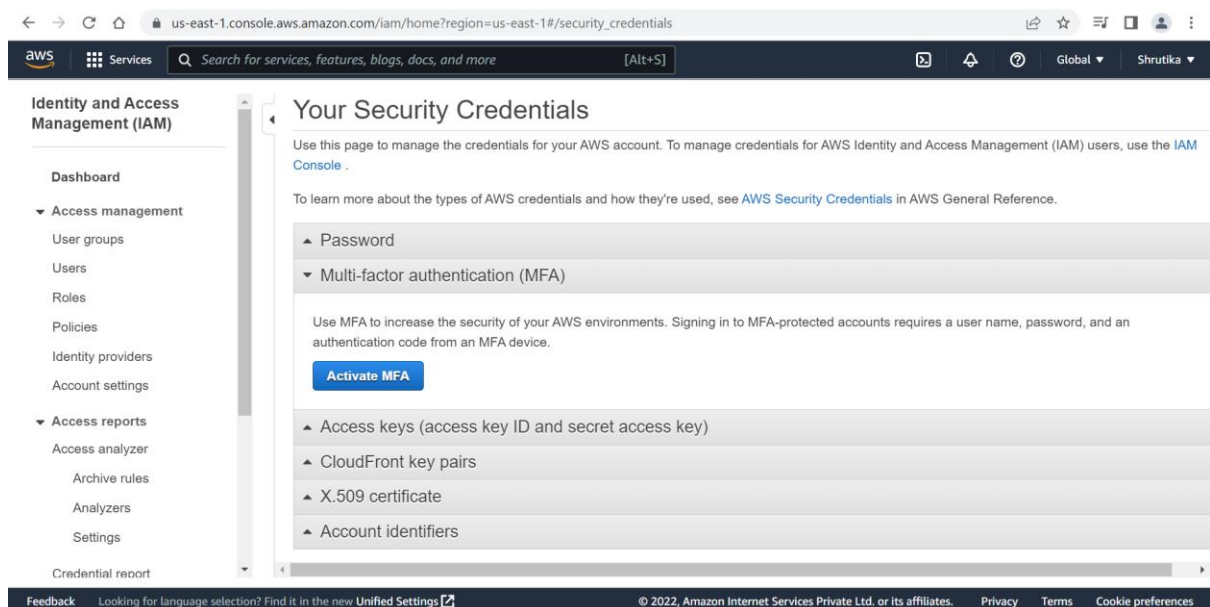 us-east-1.console.aws.amazon.com/iam/home?region=us-east-1#/security_credentials
aws
Services
Search for services, features, blogs, docs, and more
[Alt+S]
Global
Shrutika
Identity and Access
Management (IAM)
Dashboard
Access management
User groups
Users
Roles
Policies
Identity providers
Account settings
Access reports
Access analyzer
Archive rules
Analyzers
Settings
Credential report
Your Security Credentials
Use this page to manage the credentials for your AWS account. To manage credentials for AWS Identity and Access Management (IAM) users, use the IAM
Console .
To learn more about the types of AWS credentials and how they're used, see AWS Security Credentials in AWS General Reference.
Password
Multi-factor authentication (MFA)
Use MFA to increase the security of your AWS environments. Signing in to MFA-protected accounts requires a user name, password, and an
authentication code from an MFA device.
Activate MFA
Access keys (access key ID and secret access key)
CloudFront key pairs
X.509 certificate
Account identifiers
Feedback
Looking for language selection? Find it in the new Unified Settings
© 2022, Amazon Internet Services Private Ltd. or its affiliates.
Privacy
Terms
Cookie preferences